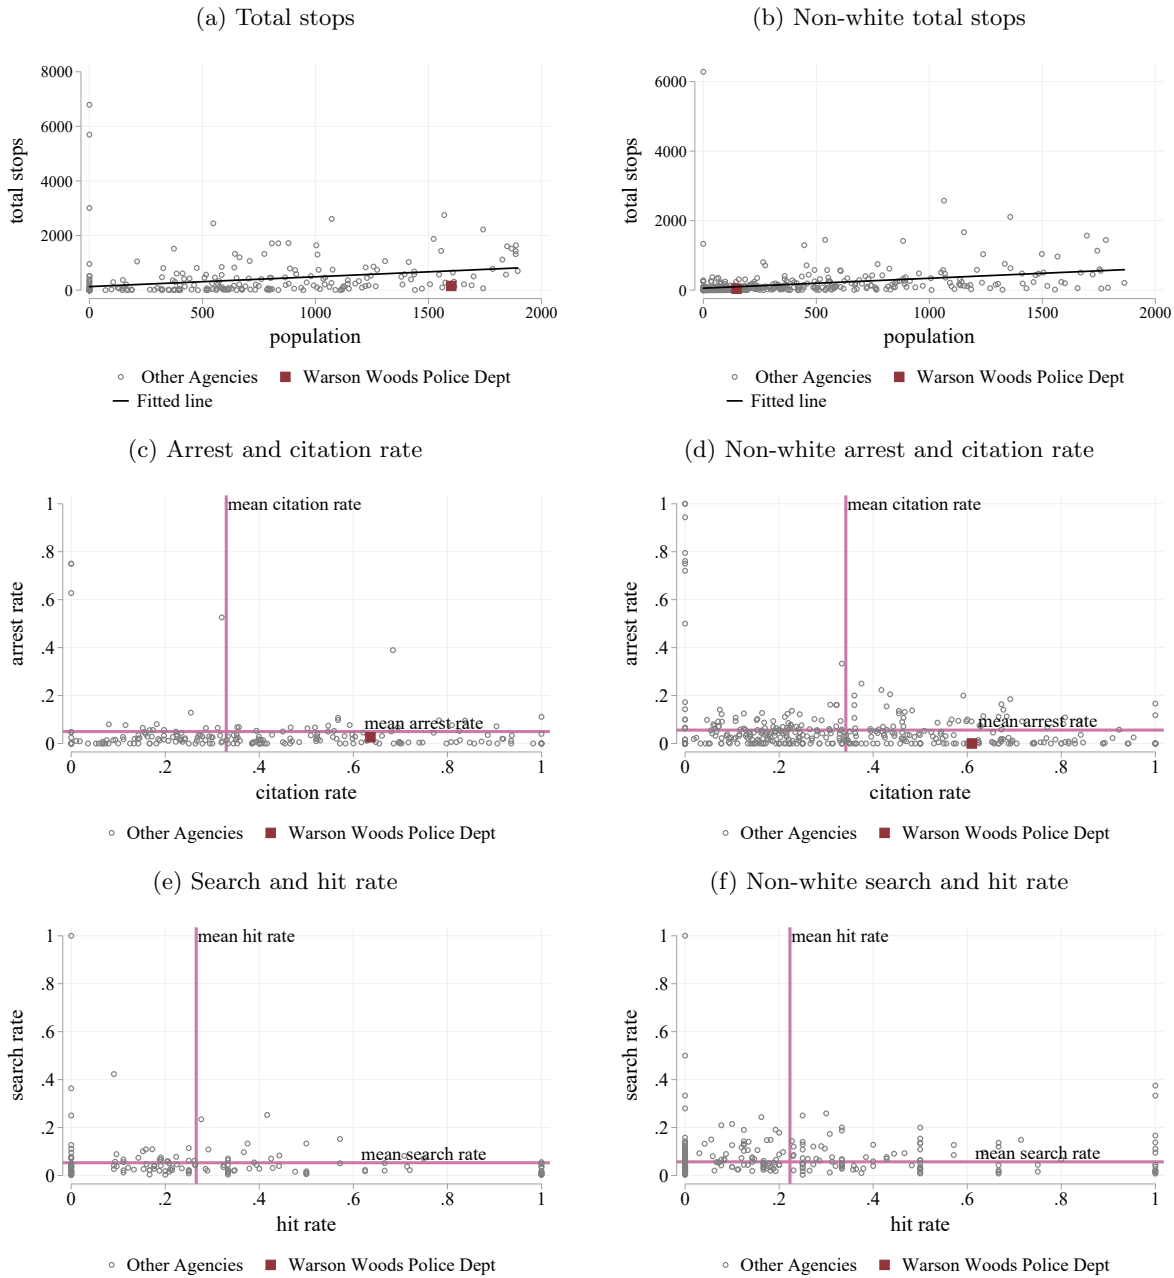 (a) Total stops
8000
6000
4000
2000
0
total stops
0 500 1000 1500 2000
population
Other Agencies Warson Woods Police Dept
Fitted line
(b) Non-white total stops
6000
4000
2000
0
total stops
0 500 1000 1500 2000
population
Other Agencies Warson Woods Police Dept
Fitted line
(c) Arrest and citation rate
mean citation rate
1
.8
.6
.4
.2
0
arrest rate
mean arrest rate
0 .2 .4 .6 .8 1
citation rate
Other Agencies Warson Woods Police Dept
(d) Non-white arrest and citation rate
mean citation rate
1
.8
.6
.4
.2
0
arrest rate
mean arrest rate
0 .2 .4 .6 .8 1
citation rate
Other Agencies Warson Woods Police Dept
(e) Search and hit rate
mean hit rate
1
.8
.6
.4
.2
0
search rate
mean search rate
0 .2 .4 .6 .8 1
hit rate
Other Agencies Warson Woods Police Dept
(f) Non-white search and hit rate
mean hit rate
1
.8
.6
.4
.2
0
search rate
mean search rate
0 .2 .4 .6 .8 1
hit rate
Other Agencies Warson Woods Police Dept